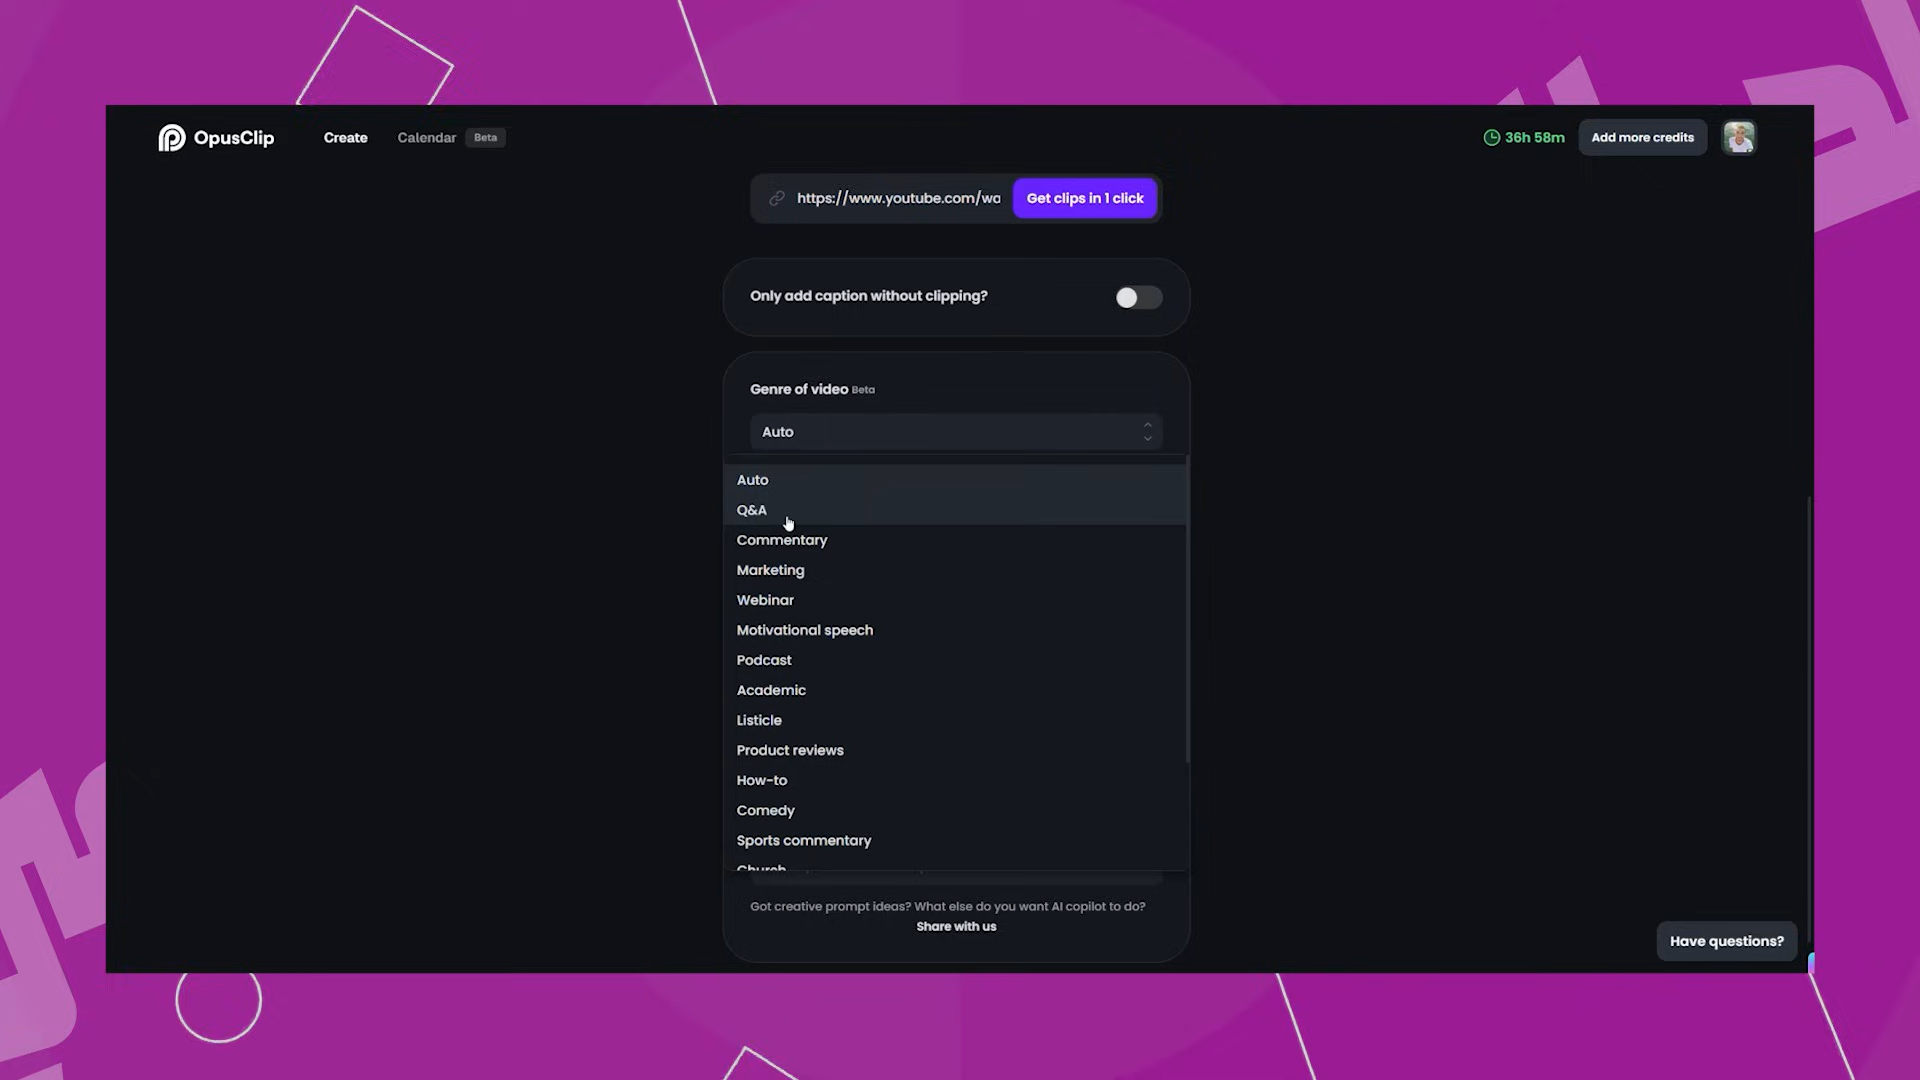 OpusClip
Create
Calendar Beta
36h 58m
Add more credits
https://www.youtube.com/wa
Get clips in 1 click
Only add caption without clipping?
Genre of video Beta
Auto
Auto
Q&A
Commentary
Marketing
Webinar
Motivational speech
Podcast
Academic
Listicle
Product reviews
How-to
Comedy
Sports commentary
Church
Got creative prompt ideas? What else do you want AI copilot to do?
Share with us
Have questions?